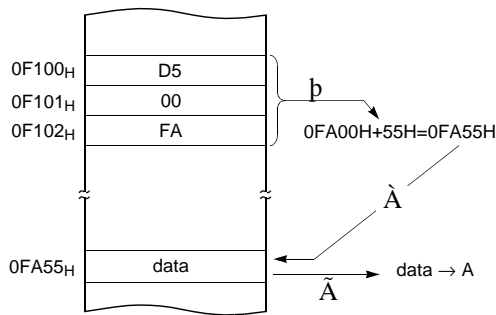 0F100H D5
0F101H 00
0F102H FA
þ
0FA00H+55H=0FA55H
À
0FA55H data
Ã
data → A